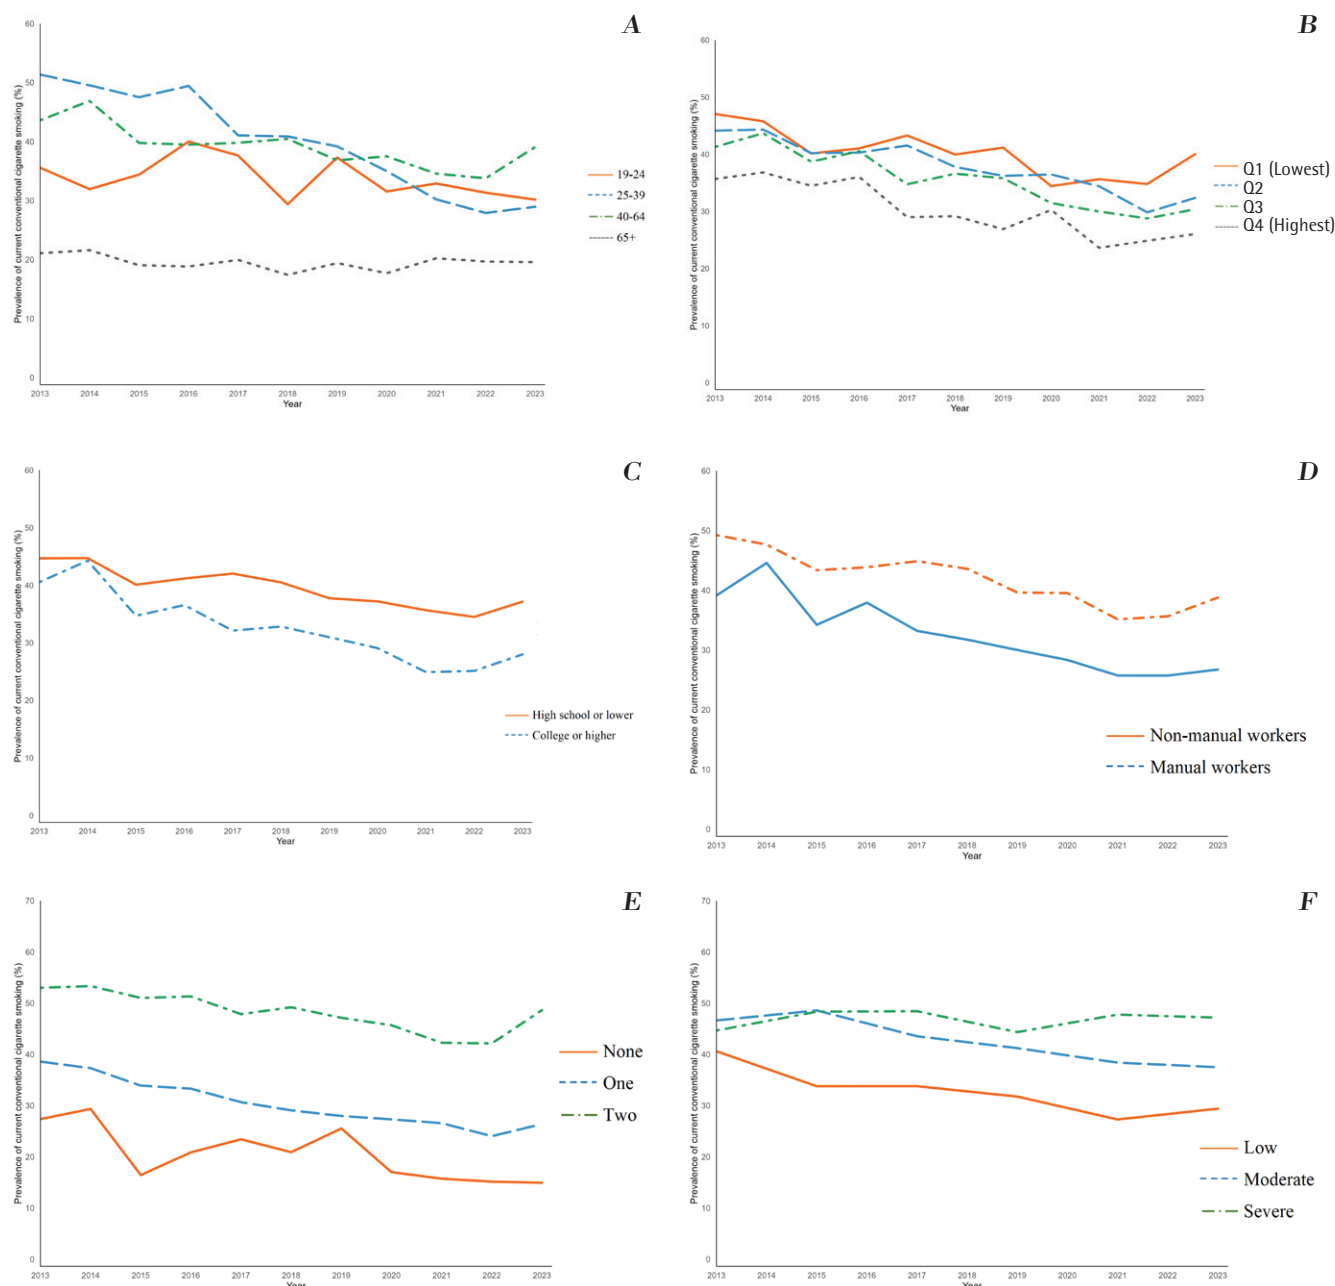 A
Prevalence of current conventional cigarette smoking (%)
60
50
40
30
20
10
0
2013 2014 2015 2016 2017 2018 2019 2020 2021 2022 2023
Year
19-24
25-39
40-64
65+
B
Prevalence of current conventional cigarette smoking (%)
60
50
40
30
20
10
0
2013 2014 2015 2016 2017 2018 2019 2020 2021 2022 2023
Year
Q1 (Lowest)
Q2
Q3
Q4 (Highest)
C
Prevalence of current conventional cigarette smoking (%)
60
50
40
30
20
10
0
2013 2014 2015 2016 2017 2018 2019 2020 2021 2022 2023
Year
High school or lower
College or higher
D
Prevalence of current conventional cigarette smoking (%)
60
50
40
30
20
10
0
2013 2014 2015 2016 2017 2018 2019 2020 2021 2022 2023
Year
Non-manual workers
Manual workers
E
Prevalence of current conventional cigarette smoking (%)
70
60
50
40
30
20
10
0
2013 2014 2015 2016 2017 2018 2019 2020 2021 2022 2023
Year
None
One
Two
F
Prevalence of current conventional cigarette smoking (%)
70
60
50
40
30
20
10
0
2013 2014 2015 2016 2017 2018 2019 2020 2021 2022 2023
Year
Low
Moderate
Severe